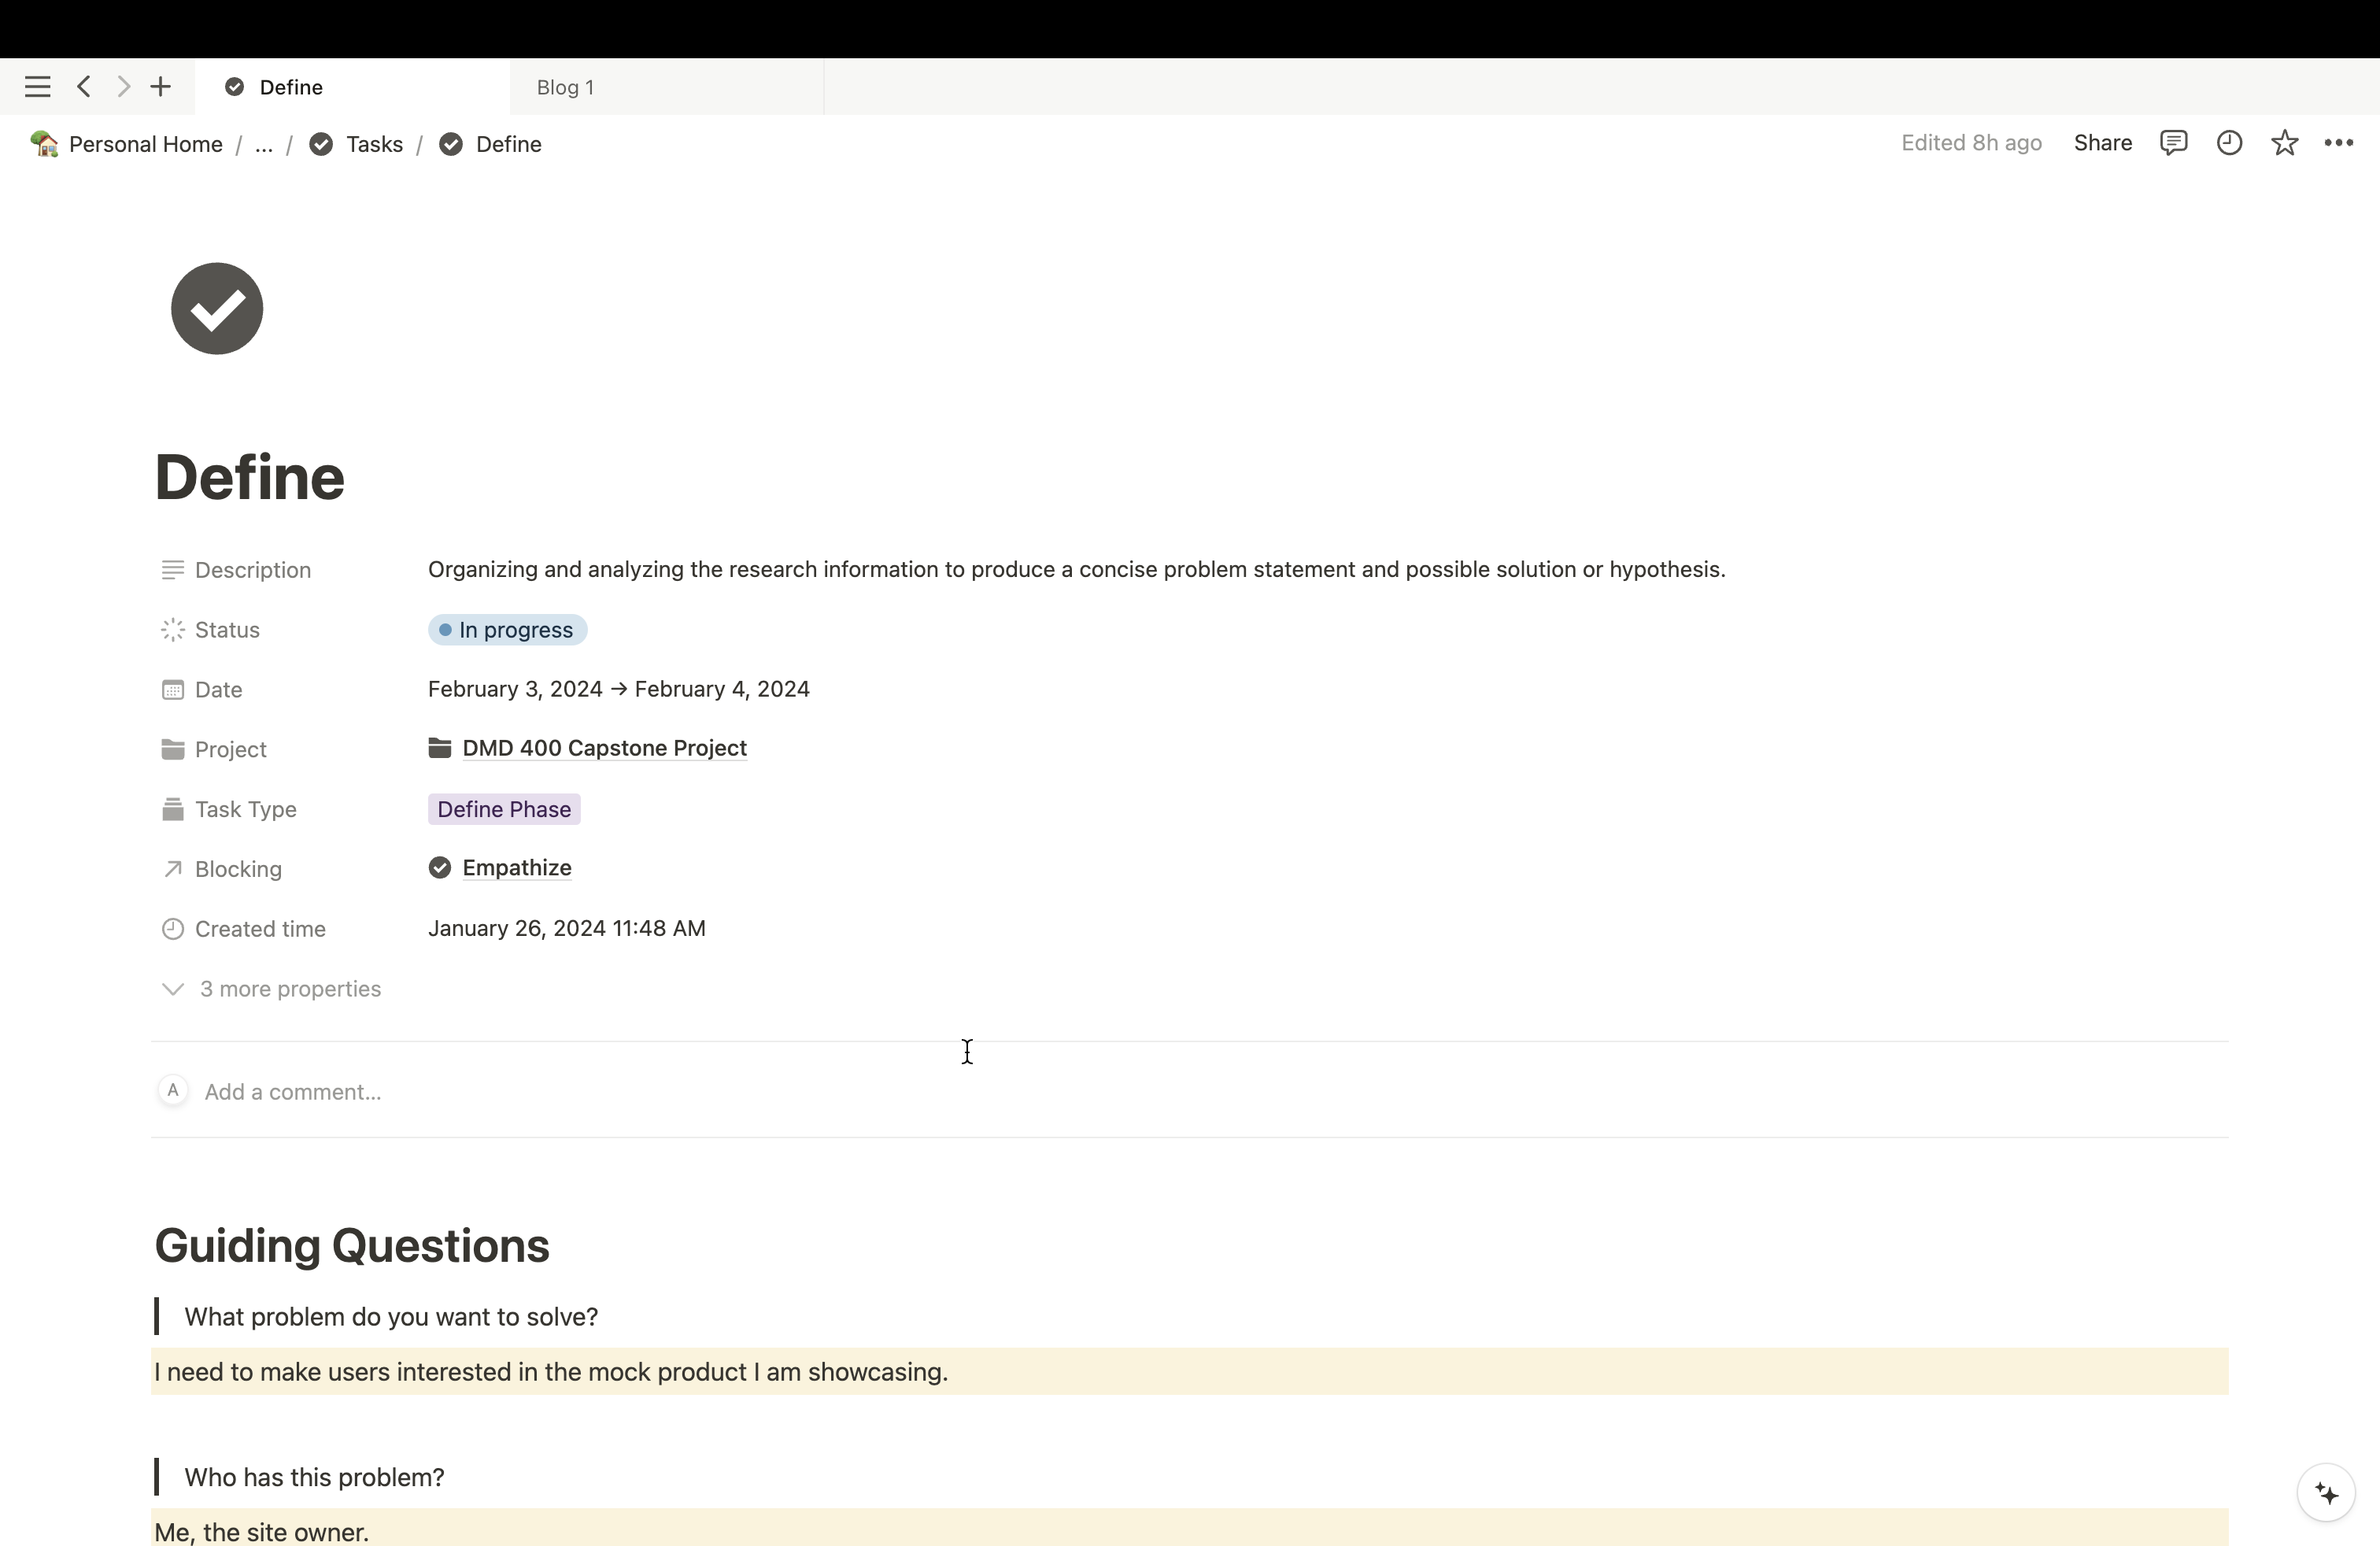 Define
Blog 1
Personal Home / ... / Tasks / Define
Edited 8h ago Share
Define
Description Organizing and analyzing the research information to produce a concise problem statement and possible solution or hypothesis.
Status In progress
Date February 3, 2024 → February 4, 2024
Project DMD 400 Capstone Project
Task Type Define Phase
Blocking Empathize
Created time January 26, 2024 11:48 AM
3 more properties
A Add a comment...
Guiding Questions
What problem do you want to solve?
I need to make users interested in the mock product I am showcasing.
Who has this problem?
Me, the site owner.